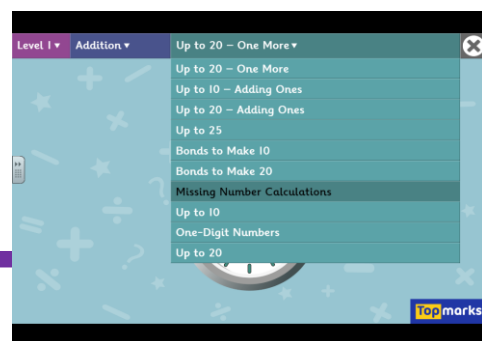 Level 1 ▾ Addition ▾ Up to 20 – One More ▾
Up to 20 – One More
Up to 10 – Adding Ones
Up to 20 – Adding Ones
Up to 25
Bonds to Make 10
Bonds to Make 20
Missing Number Calculations
Up to 10
One-Digit Numbers
Up to 20
Topmarks